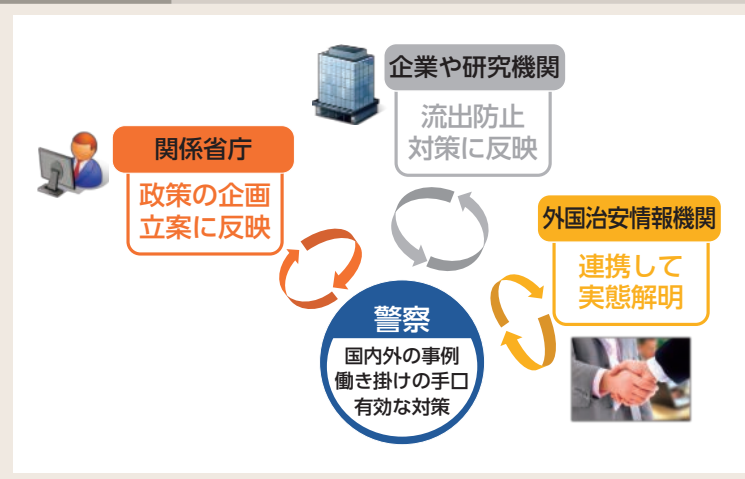 企業や研究機関
流出防止
対策に反映
関係省庁
政策の企画
立案に反映
外国治安情報機関
連携して
実態解明
警察
国内外の事例
働き掛けの手口
有効な対策